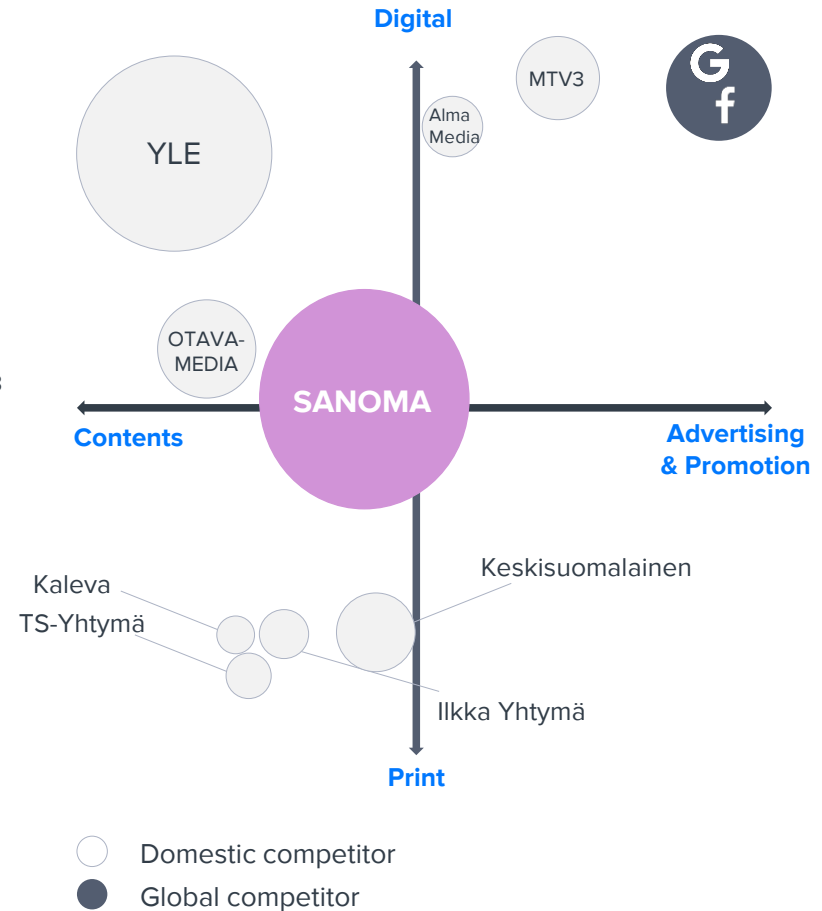 Digital
MTV3
G
f
Alma
Media
YLE
OTAVA-
MEDIA
SANOMA
Contents
Advertising
& Promotion
Keskisuomalainen
Kaleva
TS-Yhtymä
Ilkka Yhtymä
Print
Domestic competitor
Global competitor